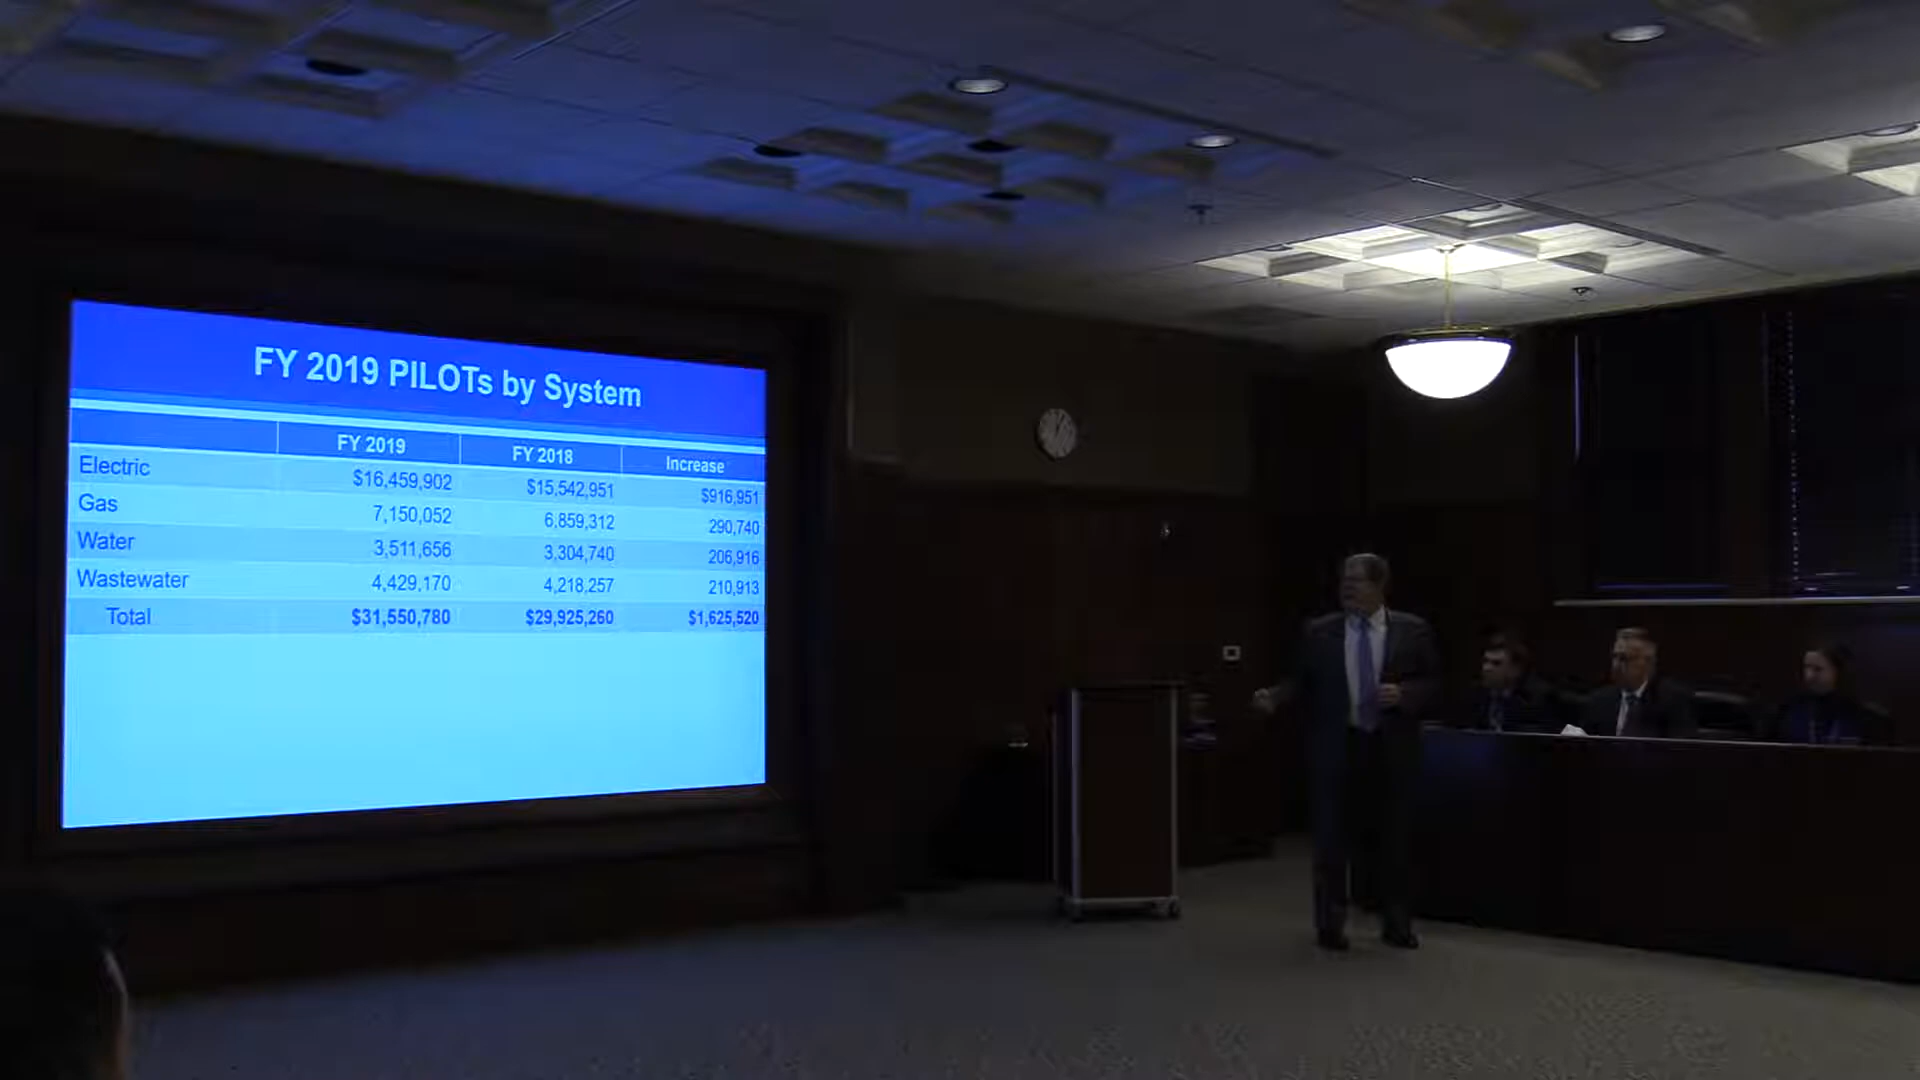 FY 2019 PILOTs by System
FY 2019 FY 2018 Increase
Electric $16,459,902 $15,542,951 $916,951
Gas 7,150,052 6,859,312 290,740
Water 3,511,656 3,304,740 206,916
Wastewater 4,429,170 4,218,257 210,913
Total $31,550,780 $29,925,260 $1,625,520